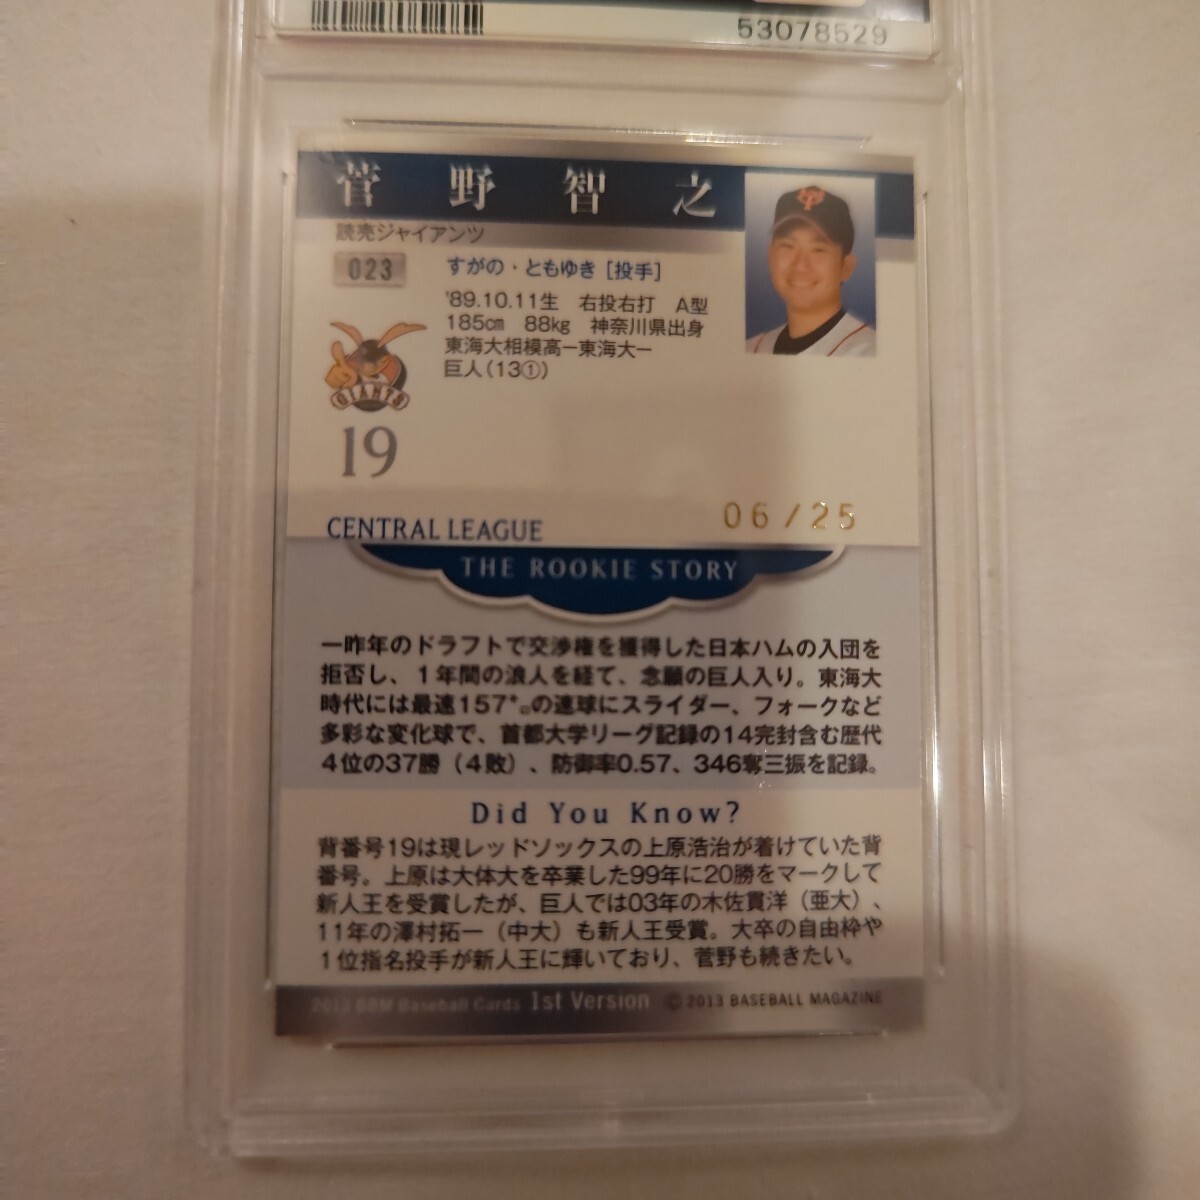 53078529
菅野智之
読売ジャイアンツ
023
すがの・ともゆき [投手]
'89.10.11生 右投右打 A型
185cm 88kg 神奈川県出身
東海大相模高ー東海大ー
巨人(13①)
GIANTS
19
06/25
CENTRAL LEAGUE
THE ROOKIE STORY
一昨年のドラフトで交渉権を獲得した日本ハムの入団を
拒否し、1年間の浪人を経て、念願の巨人入り。東海大
時代には最速157㌔の速球にスライダー、フォークなど
多彩な変化球で、首都大学リーグ記録の14完封含む歴代
4位の37勝(4敗)、防御率0.57、346奪三振を記録。
Did You Know?
背番号19は現レッドソックスの上原浩治が着けていた背
番号。上原は大体大を卒業した99年に20勝をマークして
新人王を受賞したが、巨人では03年の木佐貫洋(亜大)、
11年の澤村拓一(中大)も新人王受賞。大卒の自由枠や
1位指名投手が新人王に輝いており、菅野も続きたい。
2013 BBM Baseball Cards 1st Version © 2013 BASEBALL MAGAZINE